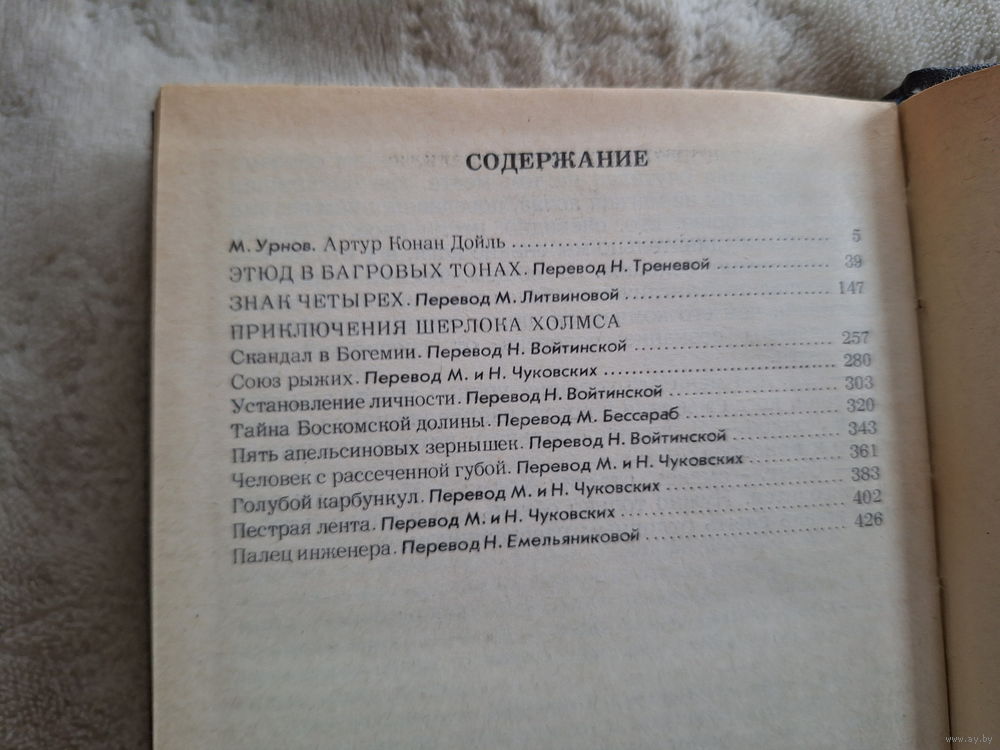 СОДЕРЖАНИЕ
М. Урнов. Артур Конан Дойль 5
ЭТЮД В БАГРОВЫХ ТОНАХ. Перевод Н. Треневой 39
ЗНАК ЧЕТЫРЕХ. Перевод М. Литвиновой 147
ПРИКЛЮЧЕНИЯ ШЕРЛОКА ХОЛМСА
Скандал в Богемии. Перевод Н. Войтинской 257
Союз рыжих. Перевод М. и Н. Чуковских 280
Установление личности. Перевод Н. Войтинской 303
Тайна Боскомской долины. Перевод М. Бессараб 320
Пять апельсиновых зернышек. Перевод Н. Войтинской 343
Человек с рассеченной губой. Перевод М. и Н. Чуковских 361
Голубой карбункул. Перевод М. и Н. Чуковских 383
Пестрая лента. Перевод М. и Н. Чуковских 402
Палец инженера. Перевод Н. Емельяниковой 426
www.ay.by